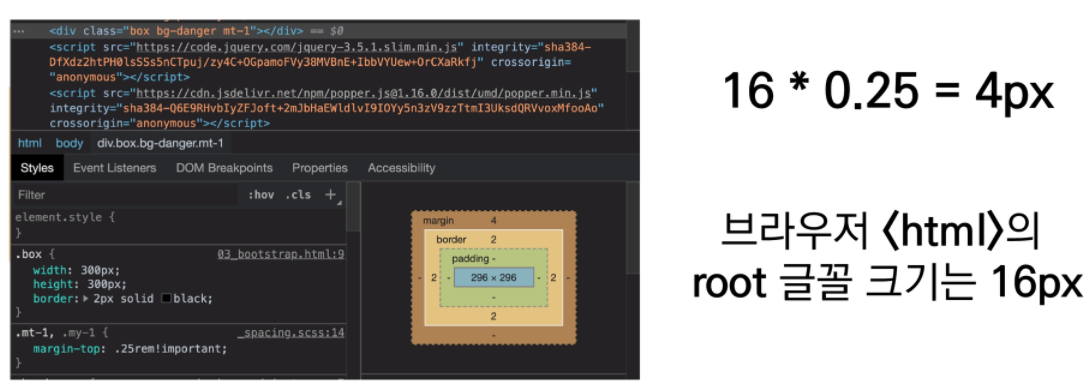 ··· <div class="box bg-danger mt-1"></div> == $0
<script src="https://code.jquery.com/jquery-3.5.1.slim.min.js" integrity="sha384-
DfXdz2htPH0lsSSs5nCTpuj/zy4C+OGpamoFVy38MVBnE+IbbVYUew+OrCXaRkfj" crossorigin=
"anonymous"></script>
<script src="https://cdn.jsdelivr.net/npm/popper.js@1.16.0/dist/umd/popper.min.js"
integrity="sha384-Q6E9RHvbIyZFJoft+2mJbHaEWldlvI9IOYy5n3zV9zzTtmI3UksdQRVvoxMfooAo"
crossorigin="anonymous"></script>
html body div.box.bg-danger.mt-1
Styles Event Listeners DOM Breakpoints Properties Accessibility
Filter :hov .cls +
element.style {
}
.box { 03_bootstrap.html:9
width: 300px;
height: 300px;
border: 2px solid black;
}
.mt-1, .my-1 { _spacing.scss:14
margin-top: .25rem!important;
}
margin 4
border 2
padding -
- 2 - 296 × 296 - 2 -
-
2
-
16 * 0.25 = 4px
브라우저 <html>의
root 글꼴 크기는 16px